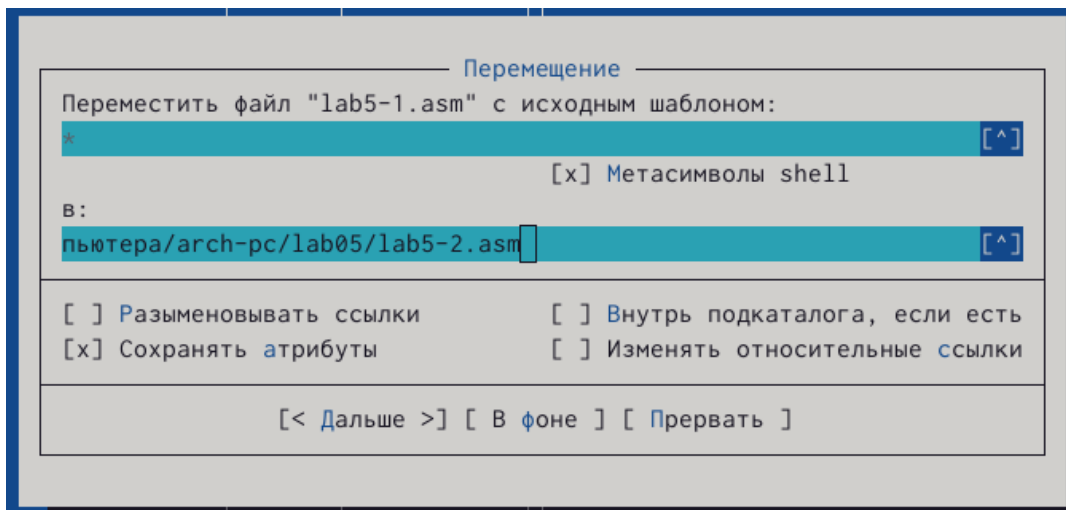 Перемещение
Переместить файл "lab5-1.asm" с исходным шаблоном:
* [^]
[x] Метасимволы shell
в:
пьютера/arch-pc/lab05/lab5-2.asm [^]
[ ] Разыменовывать ссылки [ ] Внутрь подкаталога, если есть
[x] Сохранять атрибуты [ ] Изменять относительные ссылки
[< Дальше >] [ В фоне ] [ Прервать ]